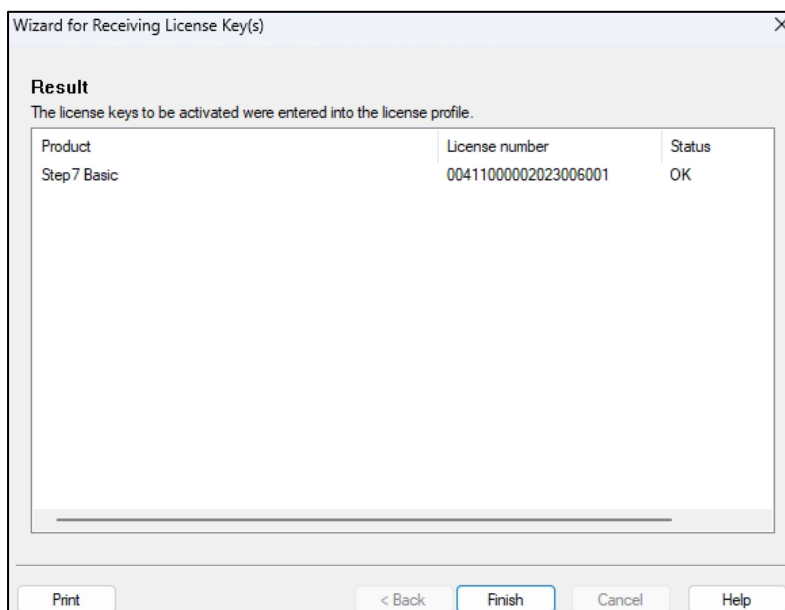 Wizard for Receiving License Key(s)
Result
The license keys to be activated were entered into the license profile.
Product License number Status
Step7 Basic 00411000002023006001 OK
Print < Back Finish Cancel Help